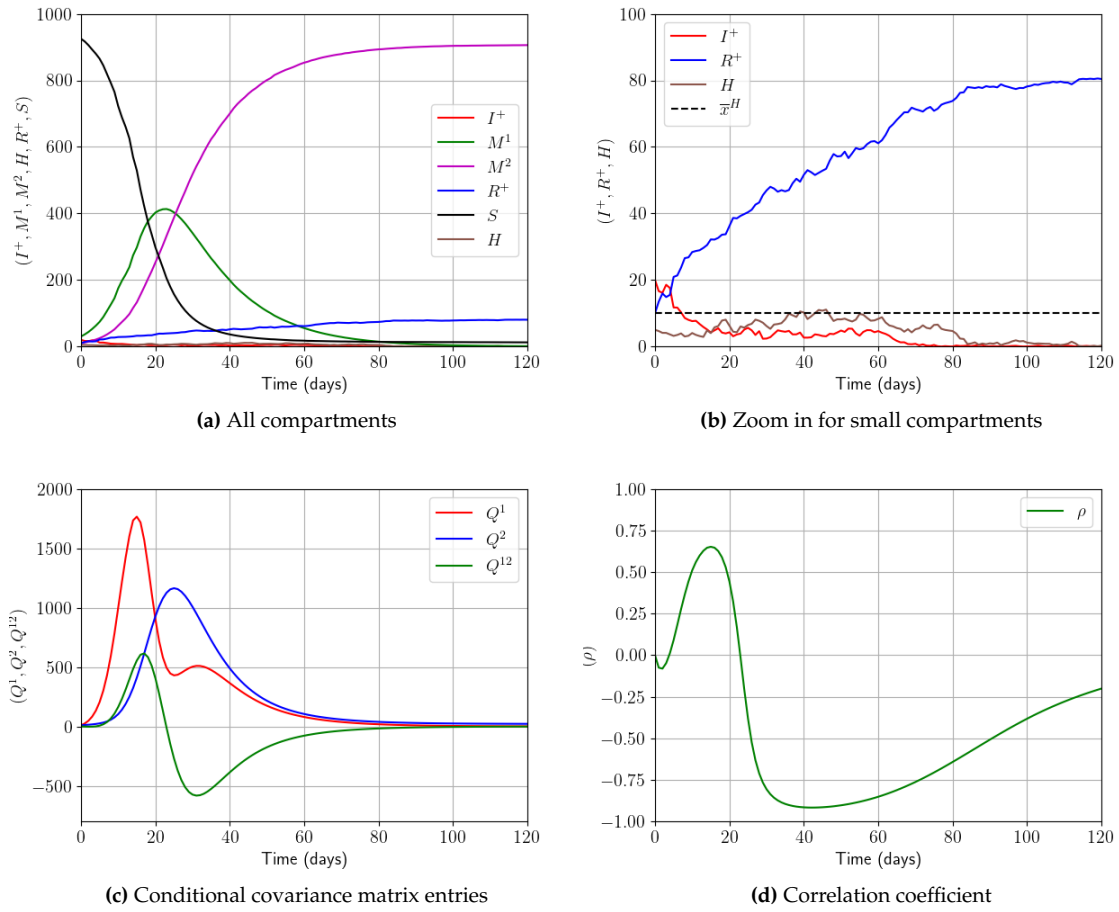 1000
800
600
400
200
0
(I⁺, M¹, M², H, R⁺, S)
I⁺
M¹
M²
R⁺
S
H
0 20 40 60 80 100 120
Time (days)
(a) All compartments
100
80
60
40
20
0
(I⁺, R⁺, H)
I⁺
R⁺
H
x̅ᴴ
0 20 40 60 80 100 120
Time (days)
(b) Zoom in for small compartments
2000
1500
1000
500
0
−500
(Q¹, Q², Q¹²)
Q¹
Q²
Q¹²
0 20 40 60 80 100 120
Time (days)
(c) Conditional covariance matrix entries
1.00
0.75
0.50
0.25
0.00
−0.25
−0.50
−0.75
−1.00
(ρ)
ρ
0 20 40 60 80 100 120
Time (days)
(d) Correlation coefficient